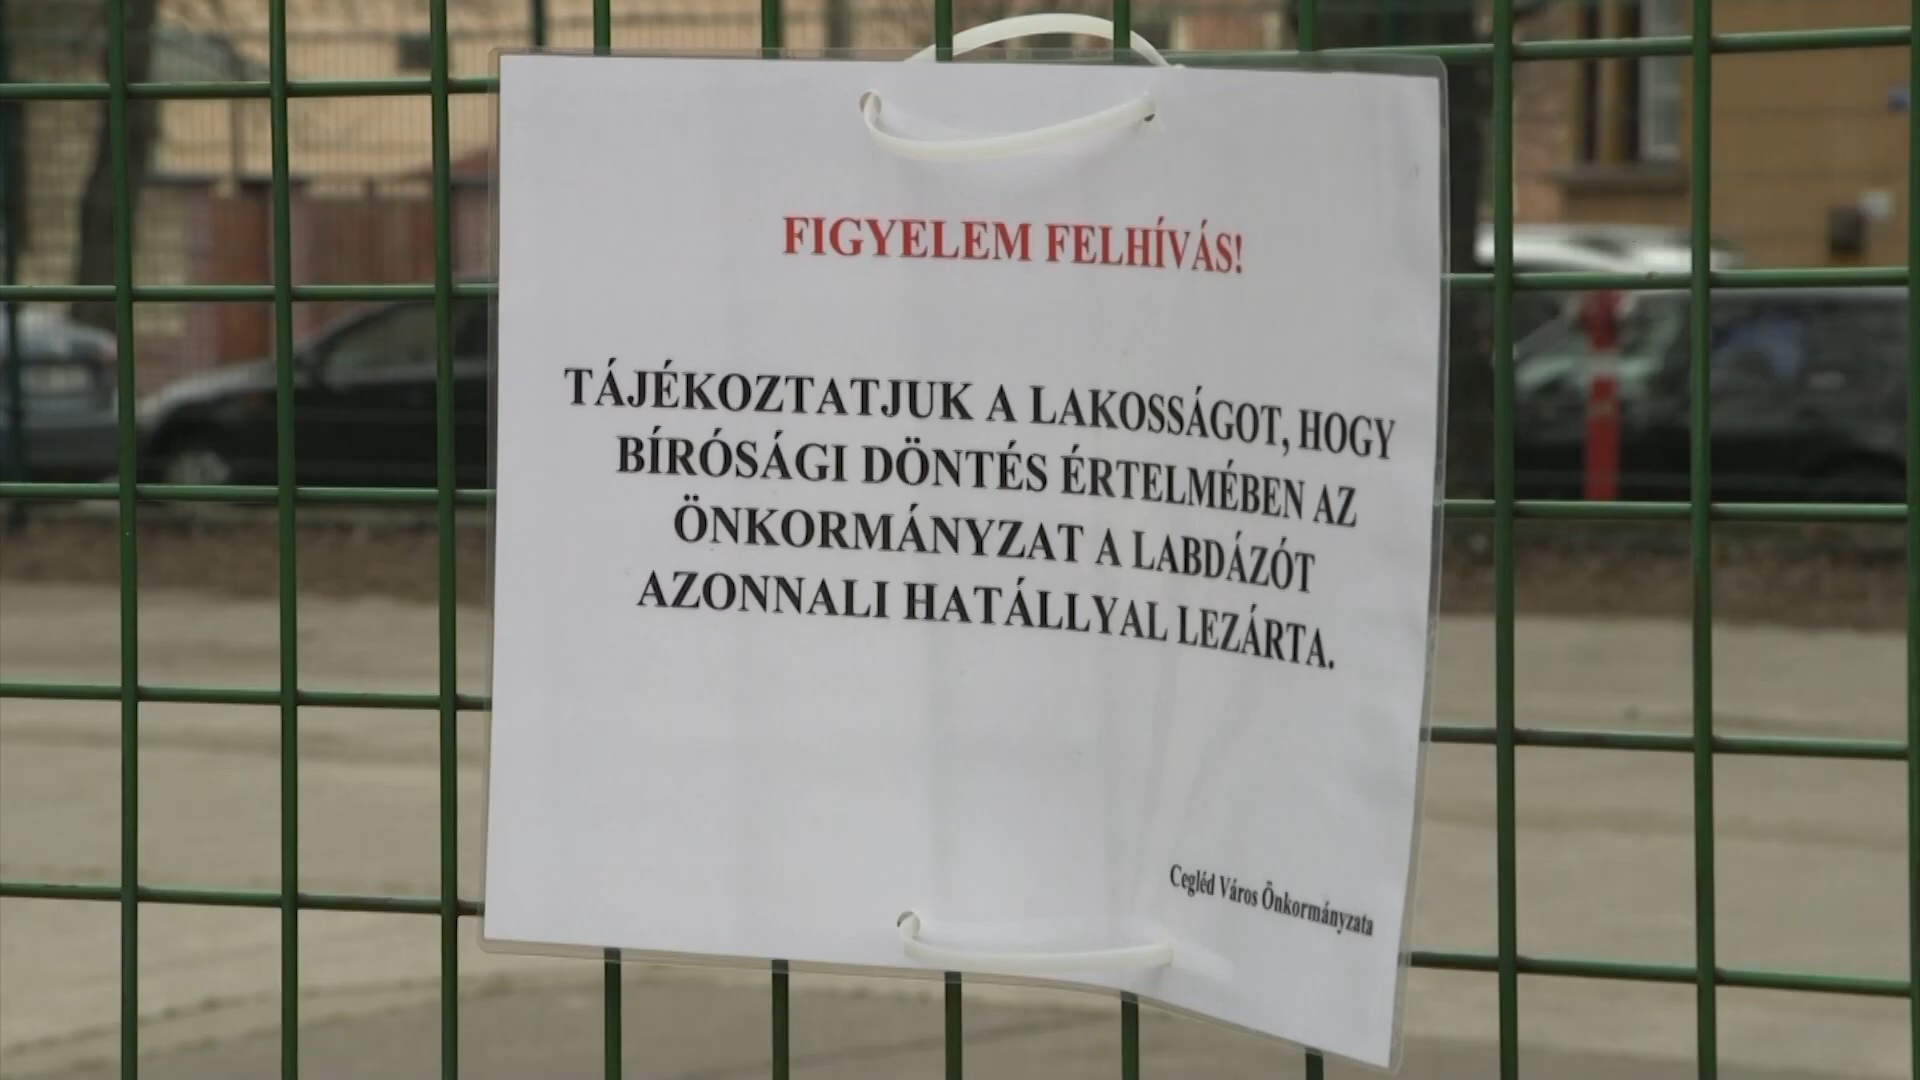 FIGYELEM FELHÍVÁS!
TÁJÉKOZTATJUK A LAKOSSÁGOT, HOGY
BÍRÓSÁGI DÖNTÉS ÉRTELMÉBEN AZ
ÖNKORMÁNYZAT A LABDÁZÓT
AZONNALI HATÁLLYAL LEZÁRTA.
Cegléd Város Önkormányzata